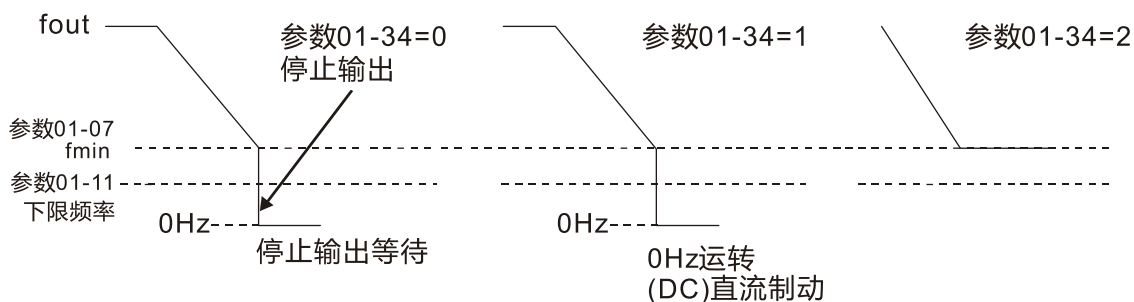 fout
参数01-34=0
停止输出
参数01-34=1
参数01-34=2
参数01-07
fmin
参数01-11
下限频率
0Hz
停止输出等待
0Hz
0Hz运转
(DC)直流制动